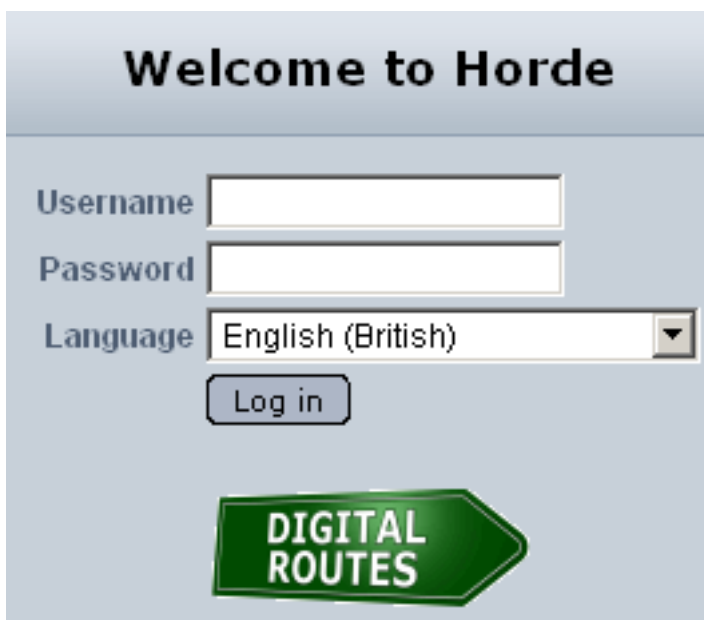 Welcome to Horde
Username
Password
Language English (British)
Log in
DIGITAL
ROUTES